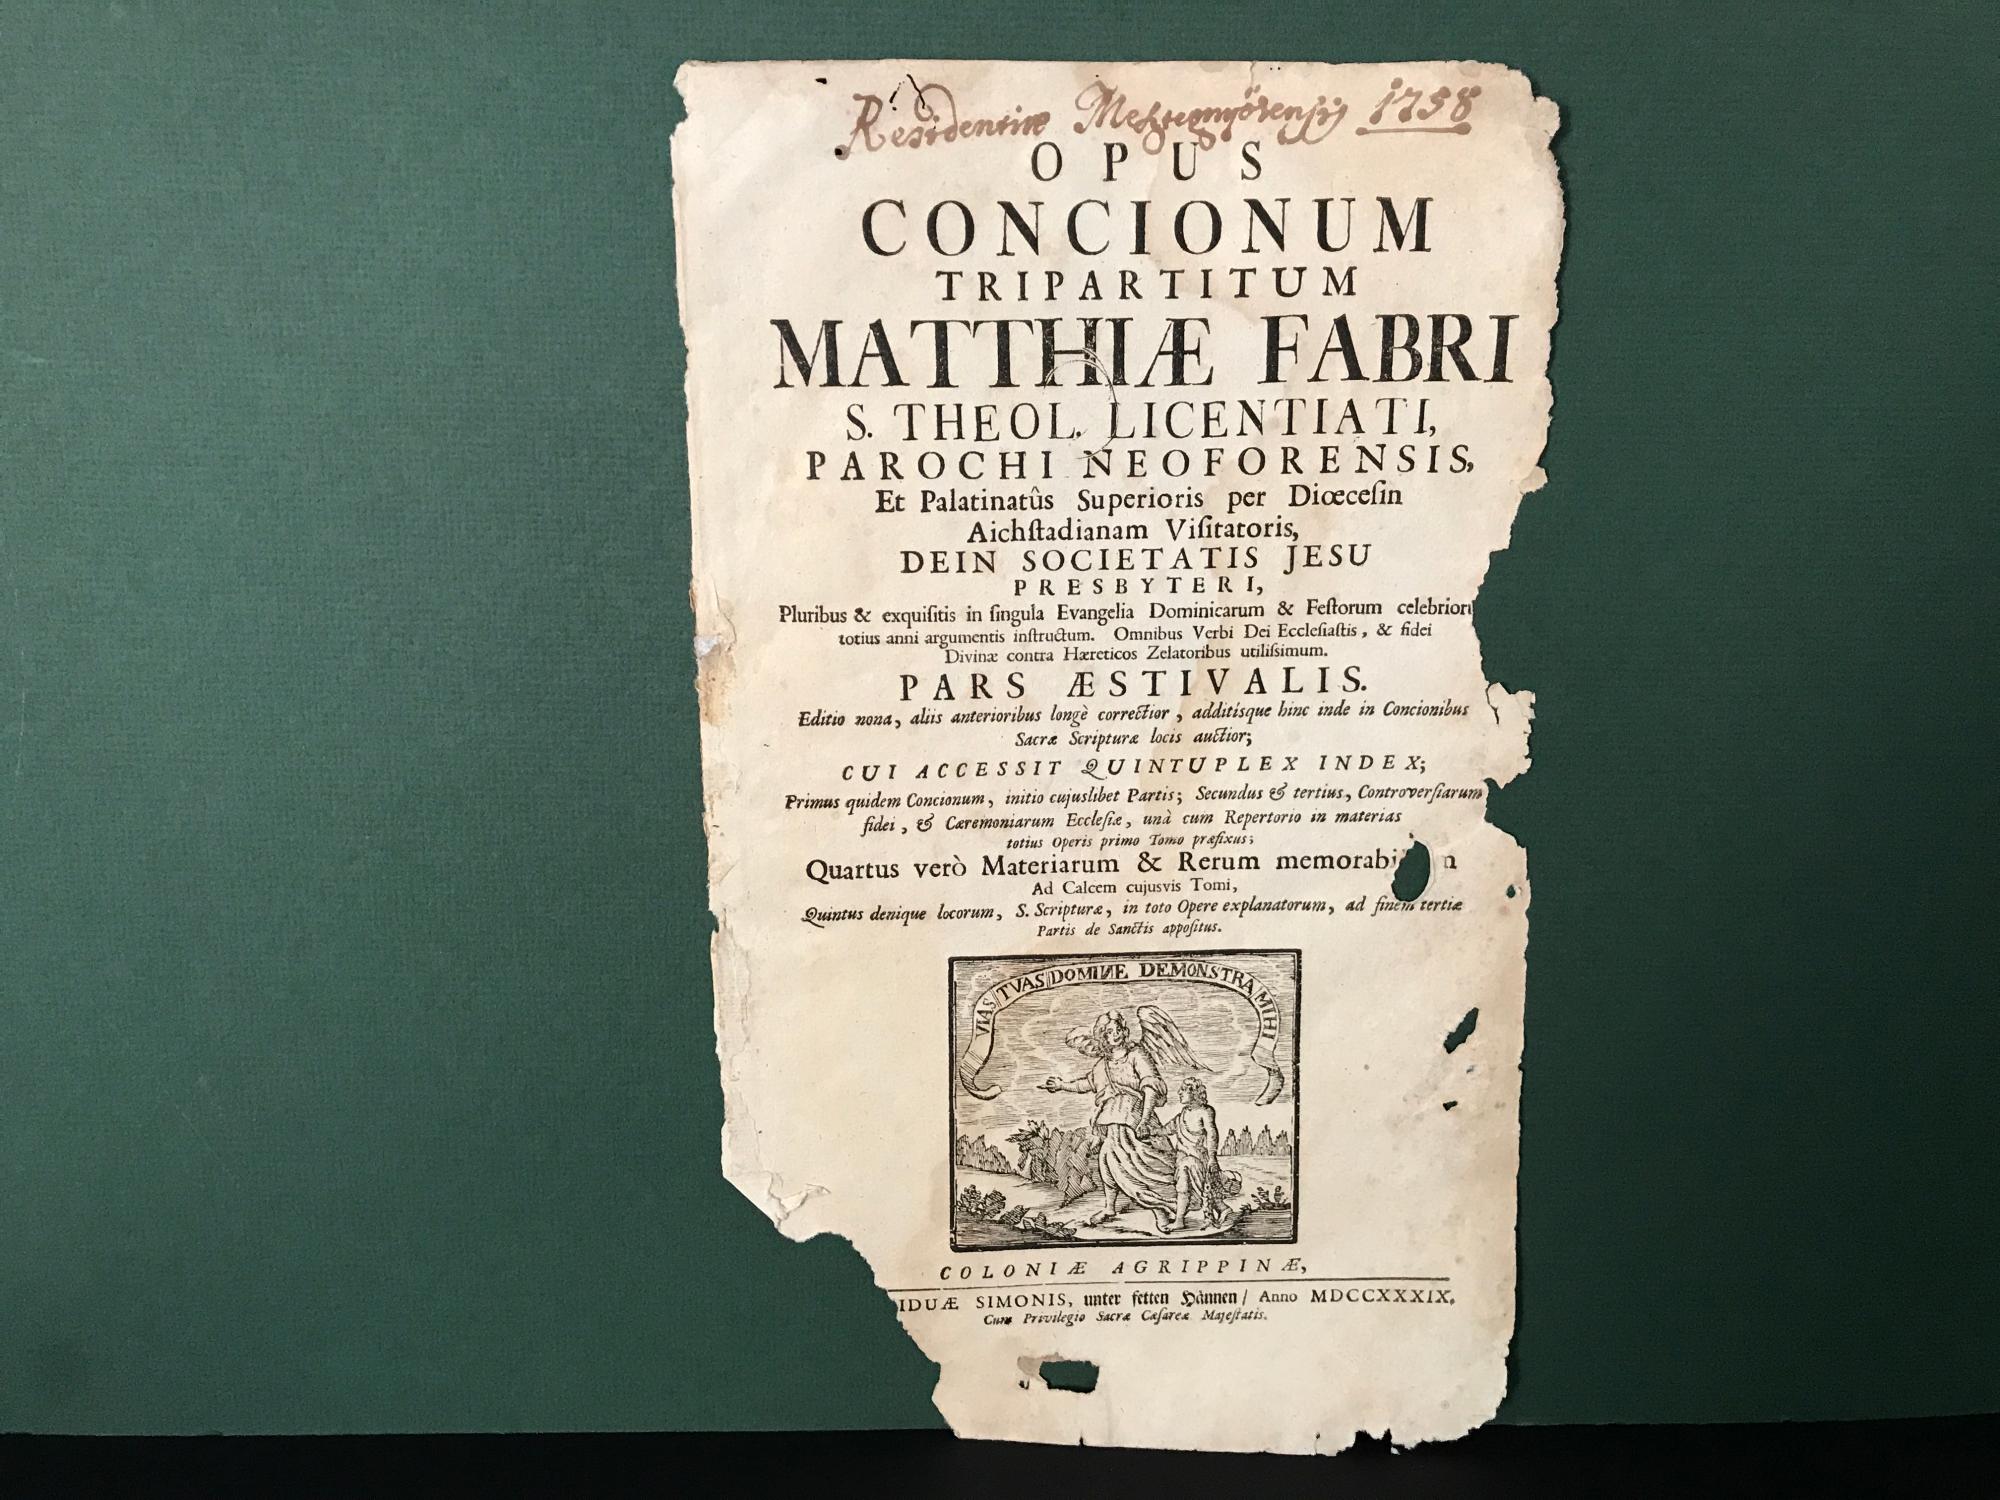 Residentiæ 1758
OPUS
CONCIONUM
TRIPARTITUM
MATTHIÆ FABRI
S. THEOL. LICENTIATI,
PAROCHI NEOFORENSIS,
Et Palatinatûs Superioris per Diœceſin
Aichſtadianam Viſitatoris,
DEIN SOCIETATIS JESU
PRESBYTERI,
Pluribus & exquiſitis in ſingula Evangelia Dominicarum & Feſtorum celebrioru
totius anni argumentis inſtructum. Omnibus Verbi Dei Eccleſiaſtis, & fidei
Divinæ contra Hæreticos Zelatoribus utiliſsimum.
PARS ÆSTIVALIS.
Editio nona, aliis anterioribus longè correctior, additiſque hinc inde in Concionibus
Sacræ Scripturæ locis auctior;
CUI ACCESSIT QUINTUPLEX INDEX;
Primus quidem Concionum, initio cujuslibet Partis; Secundus & tertius, Controverſiarum
fidei, & Cæremoniarum Eccleſiæ, unà cum Repertorio in materias
totius Operis primo Tomo præfixus;
Quartus verò Materiarum & Rerum memorabi n
Ad Calcem cujusvis Tomi,
Quintus denique locorum, S. Scripturæ, in toto Opere explanatorum, ad finem tertiæ
Partis de Sanctis appoſitus.
VIAS TVAS DOMINE DEMONSTRA MIHI
COLONIÆ AGRIPPINÆ,
IDUÆ SIMONIS, unter fetten Hånnen / Anno MDCCXXXIX.
Cum Privilegio Sacræ Cæſareæ Majeſtatis.